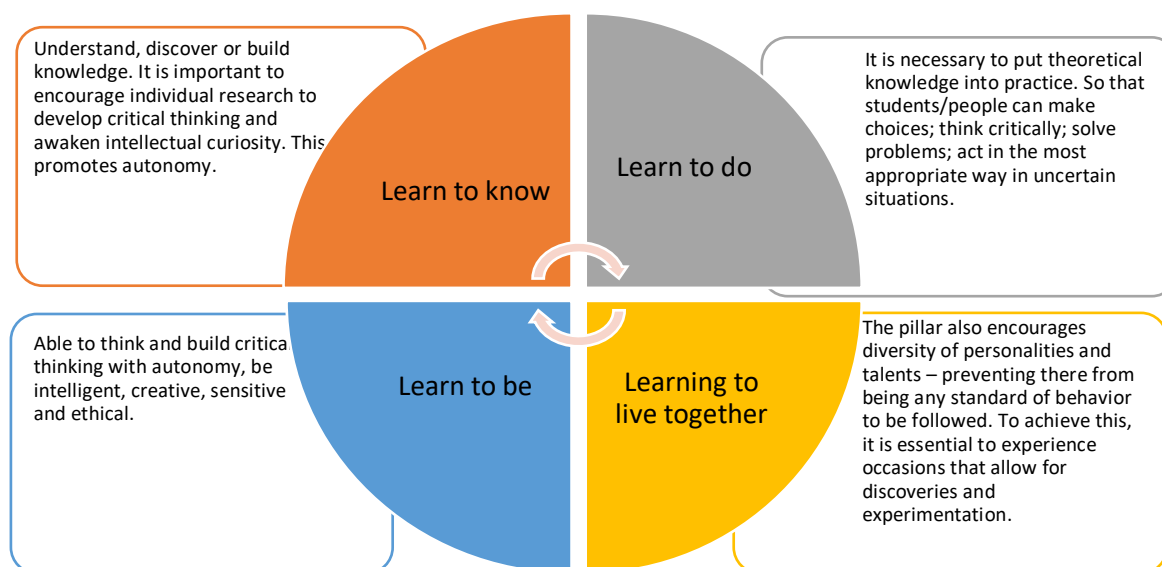 Understand, discover or build
knowledge. It is important to
encourage individual research to
develop critical thinking and
awaken intellectual curiosity. This
promotes autonomy.
Learn to know
It is necessary to put theoretical
knowledge into practice. So that
students/people can make
choices; think critically; solve
problems; act in the most
appropriate way in uncertain
situations.
Learn to do
Able to think and build critica
thinking with autonomy, be
intelligent, creative, sensitive
and ethical.
Learn to be
Learning to
live together
The pillar also encourages
diversity of personalities and
talents – preventing there from
being any standard of behavior
to be followed. To achieve this,
it is essential to experience
occasions that allow for
discoveries and
experimentation.